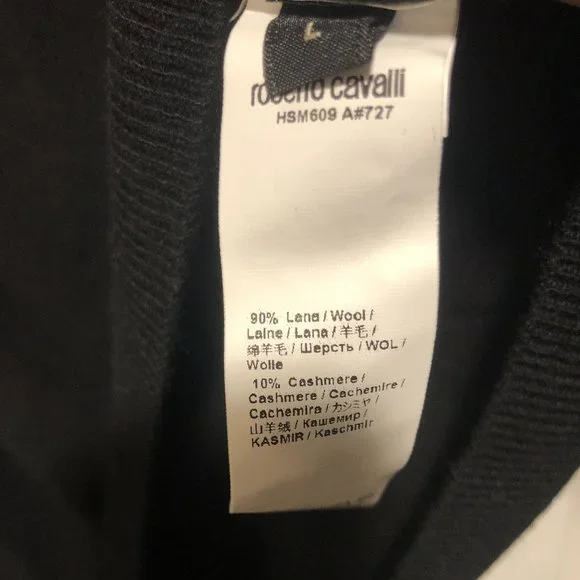 L
roberto cavalli
HSM609 A#727
90% Lana / Wool /
Laine / Lana / 羊毛 /
绵羊毛 / Шерсть / WOL /
Wolle
10% Cashmere /
Cashmere / Cachemire /
Cachemira / カシミヤ /
山羊绒 / Кашемир /
KASMIR / Kaschmir